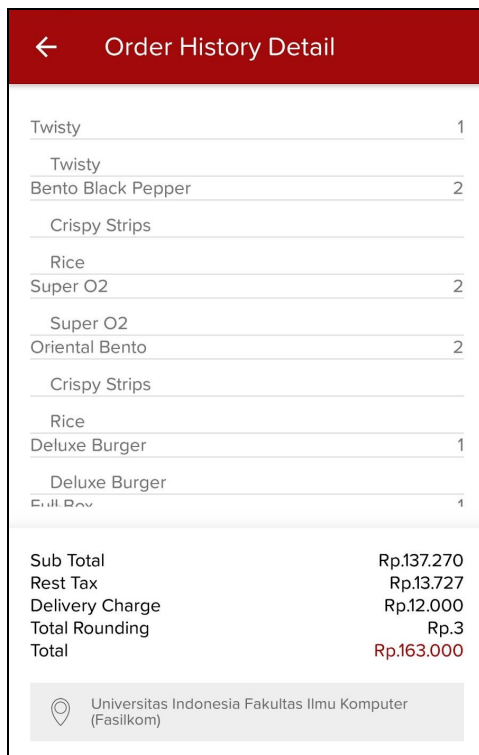 Order History Detail
Twisty 1
Twisty
Bento Black Pepper 2
Crispy Strips
Rice
Super O2 2
Super O2
Oriental Bento 2
Crispy Strips
Rice
Deluxe Burger 1
Deluxe Burger
Full Box 1
Sub Total Rp.137.270
Rest Tax Rp.13.727
Delivery Charge Rp.12.000
Total Rounding Rp.3
Total Rp.163.000
Universitas Indonesia Fakultas Ilmu Komputer
(Fasilkom)